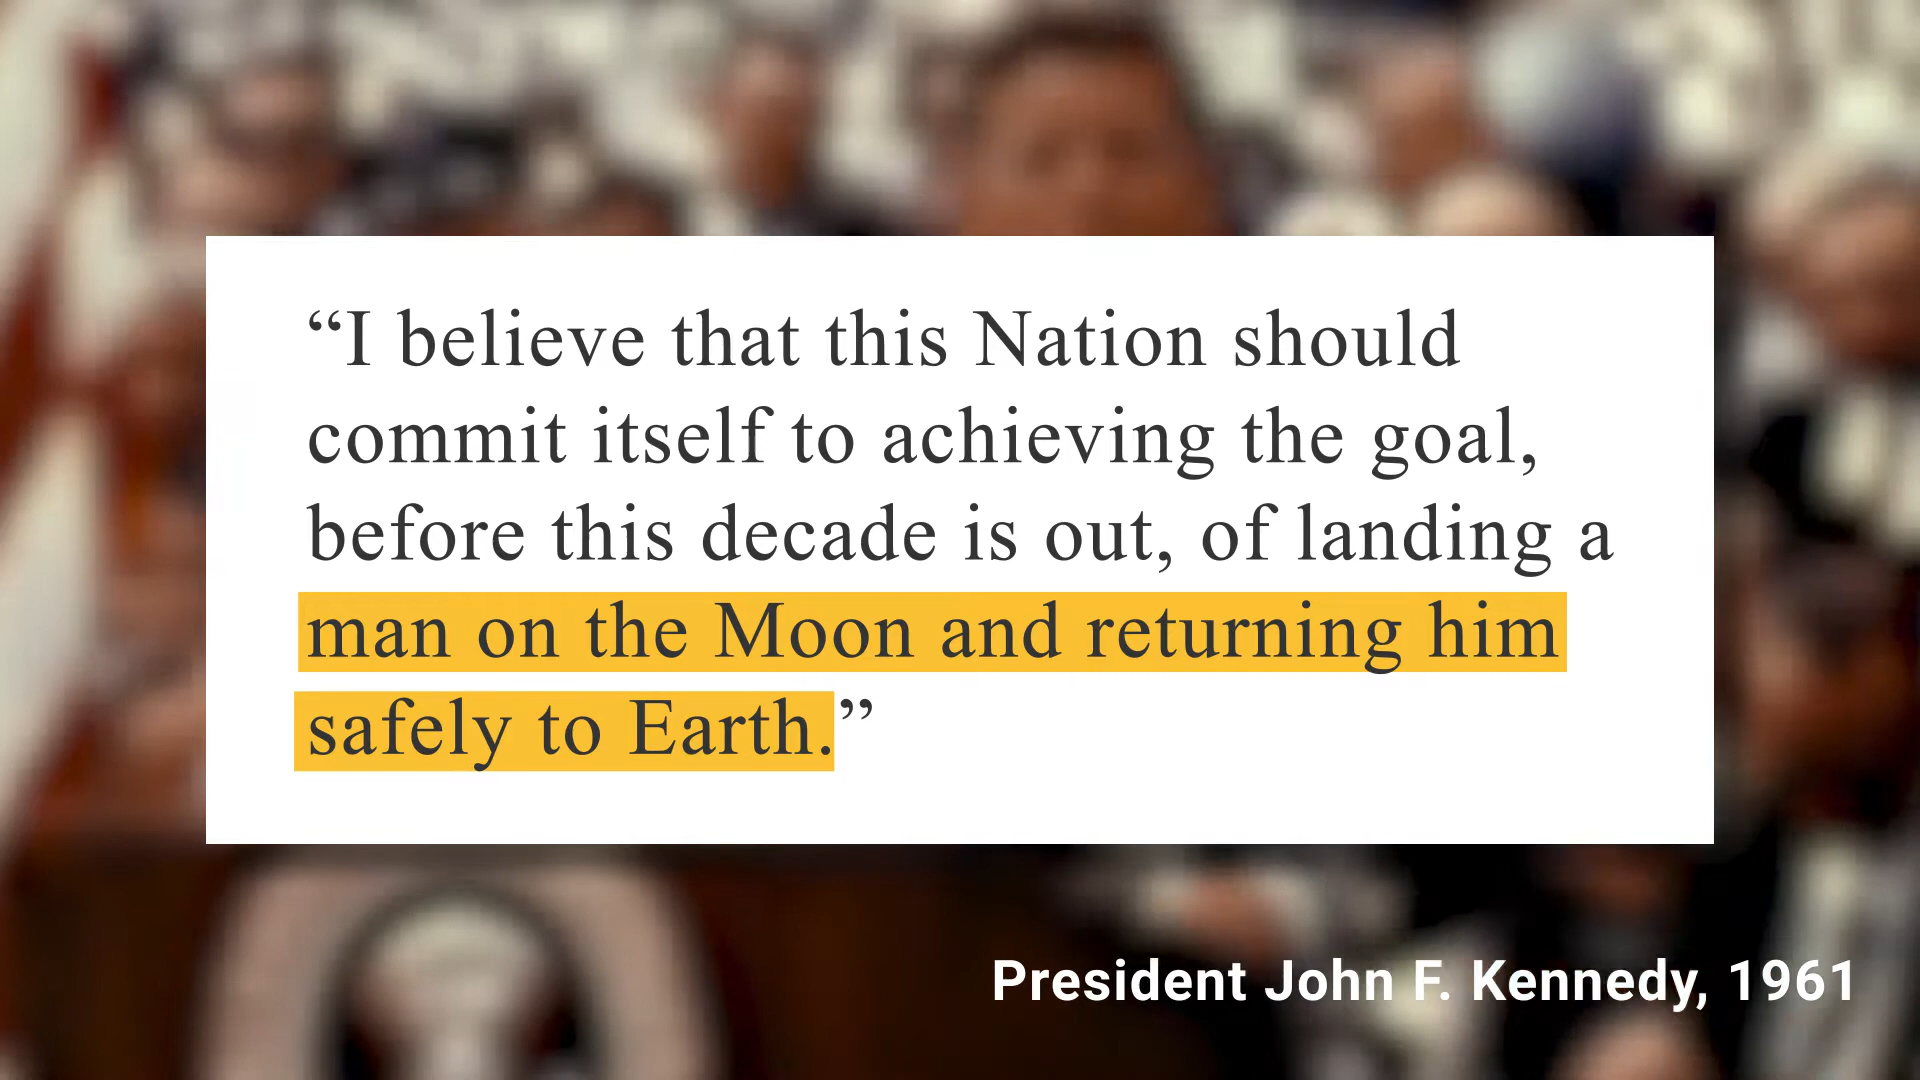 “I believe that this Nation should
commit itself to achieving the goal,
before this decade is out, of landing a
man on the Moon and returning him
safely to Earth.”
President John F. Kennedy, 1961